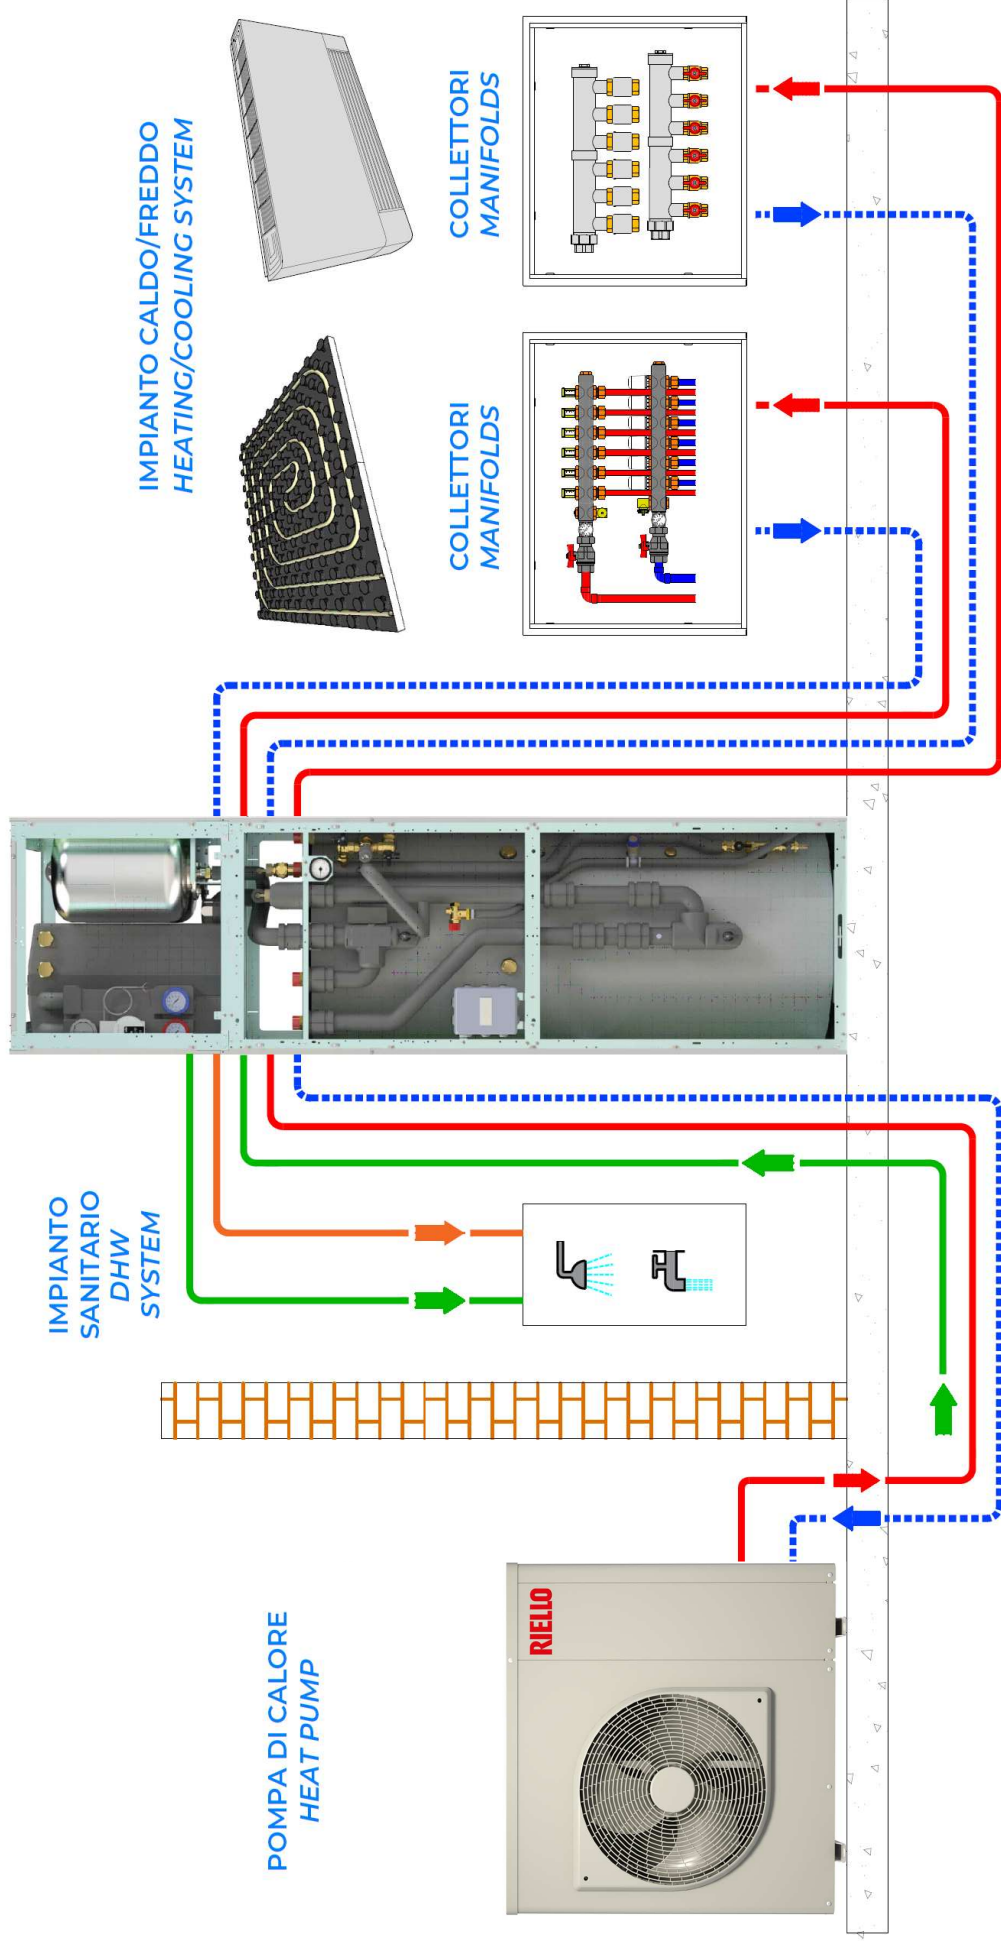 POMPA DI CALORE
HEAT PUMP
RIELLO
IMPIANTO
SANITARIO
DHW
SYSTEM
IMPIANTO CALDO/FREDDO
HEATING/COOLING SYSTEM
COLLETTORI
MANIFOLDS
COLLETTORI
MANIFOLDS